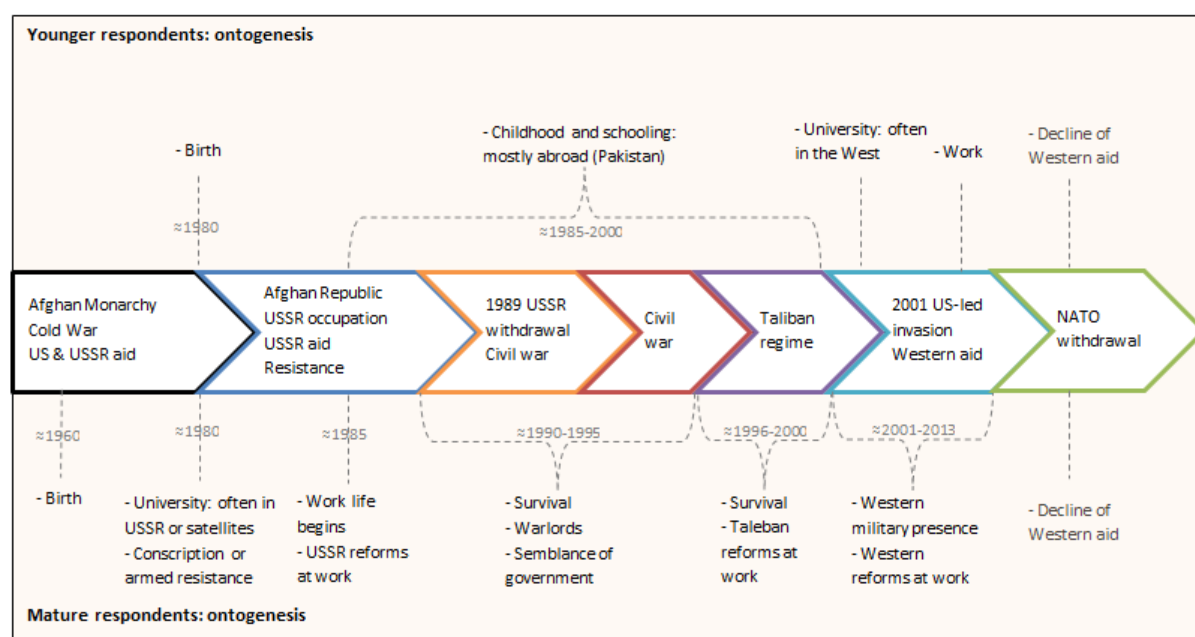 Younger respondents: ontogenesis
- Birth
- Childhood and schooling:
mostly abroad (Pakistan)
- University: often
in the West
- Work
- Decline of
Western aid
≈1980
≈1985-2000
Afghan Monarchy
Cold War
US & USSR aid
Afghan Republic
USSR occupation
USSR aid
Resistance
1989 USSR
withdrawal
Civil war
Civil
war
Taliban
regime
2001 US-led
invasion
Western aid
NATO
withdrawal
≈1960
≈1980
≈1985
≈1990-1995
≈1996-2000
≈2001-2013
- Birth
- University: often in
USSR or satellites
- Conscription or
armed resistance
- Work life
begins
- USSR reforms
at work
- Survival
- Warlords
- Semblance of
government
- Survival
- Taleban
reforms at
work
- Western
military presence
- Western
reforms at work
- Decline of
Western aid
Mature respondents: ontogenesis